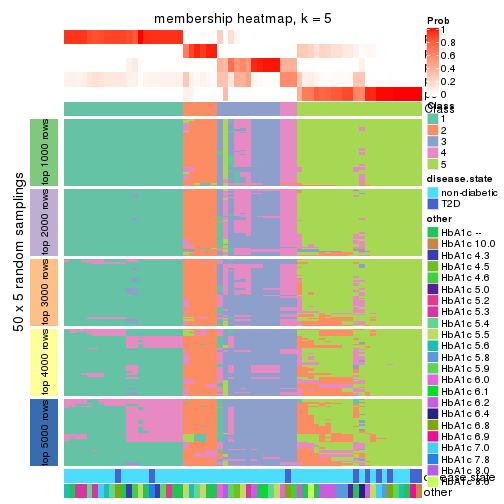 membership heatmap, k = 5
50 x 5 random samplings
top 1000 rows
top 2000 rows
top 3000 rows
top 4000 rows
top 5000 rows
Prob
1
0.8
0.6
0.4
0.2
0
Class
Class
1
2
3
4
5
disease.state
non-diabetic
T2D
other
HbA1c --
HbA1c 10.0
HbA1c 4.3
HbA1c 4.5
HbA1c 4.6
HbA1c 5.0
HbA1c 5.2
HbA1c 5.3
HbA1c 5.4
HbA1c 5.5
HbA1c 5.6
HbA1c 5.8
HbA1c 5.9
HbA1c 6.0
HbA1c 6.1
HbA1c 6.2
HbA1c 6.4
HbA1c 6.8
HbA1c 6.9
HbA1c 7.0
HbA1c 7.8
HbA1c 8.0
other